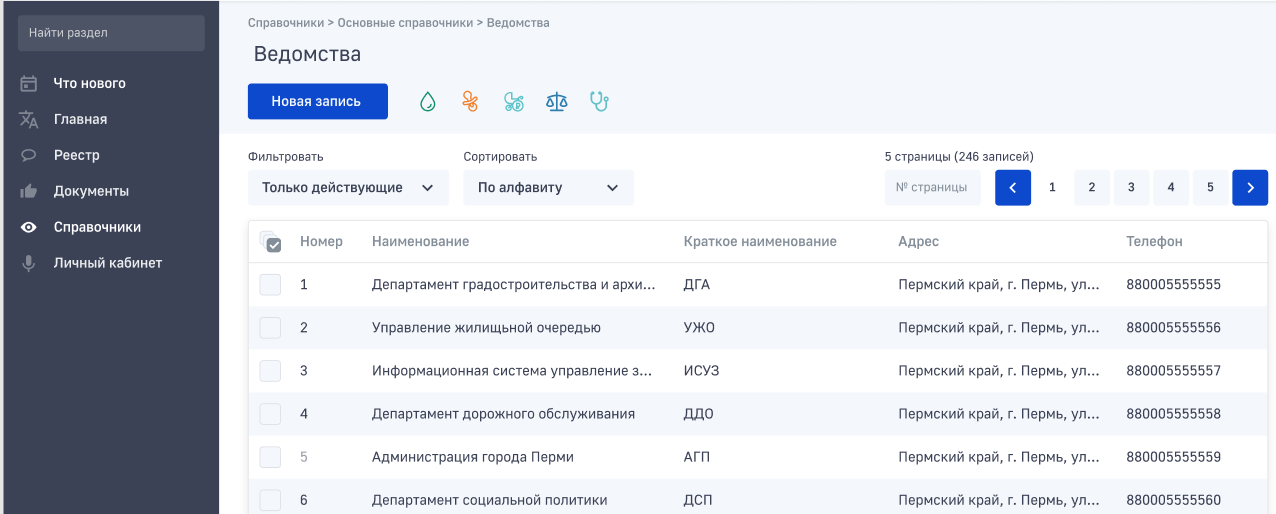 Найти раздел
Что нового
Главная
Реестр
Документы
Справочники
Личный кабинет
Справочники > Основные справочники > Ведомства
Ведомства
Новая запись
Фильтровать
Сортировать
5 страницы (246 записей)
Только действующие
По алфавиту
№ страницы
1 2 3 4 5
Номер Наименование Краткое наименование Адрес Телефон
1 Департамент градостроительства и архи... ДГА Пермский край, г. Пермь, ул... 880005555555
2 Управление жилищьной очередью УЖО Пермский край, г. Пермь, ул... 880005555556
3 Информационная система управление з... ИСУЗ Пермский край, г. Пермь, ул... 880005555557
4 Департамент дорожного обслуживания ДДО Пермский край, г. Пермь, ул... 880005555558
5 Администрация города Перми АГП Пермский край, г. Пермь, ул... 880005555559
6 Департамент социальной политики ДСП Пермский край, г. Пермь, ул... 880005555560